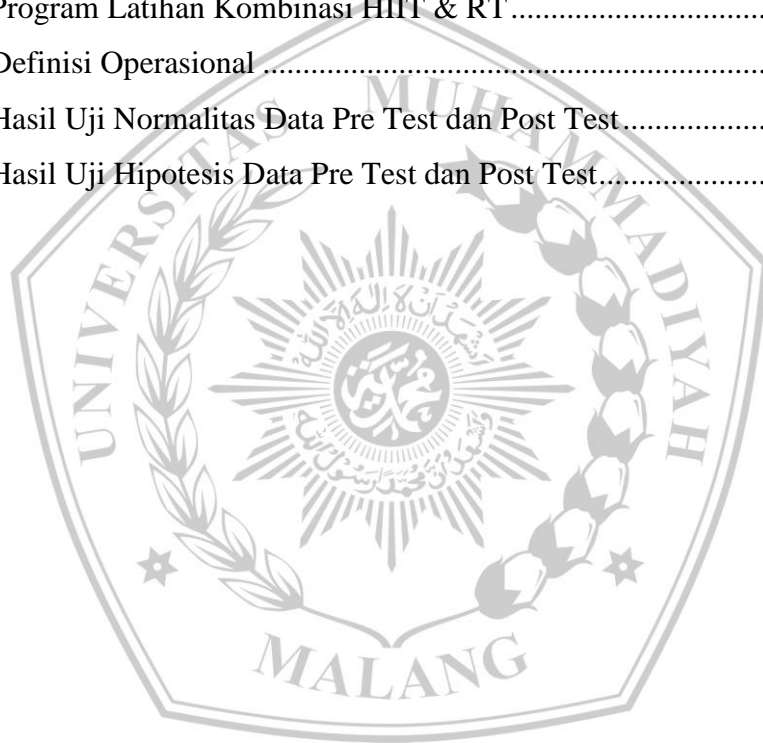 Program Latihan Kombinasi HIIT & RT.................................
Definisi Operasional .....................................................................
Hasil Uji Normalitas Data Pre Test dan Post Test....................
Hasil Uji Hipotesis Data Pre Test dan Post Test.......................
UNIVERSITAS MUHAMMADIYAH
MALANG